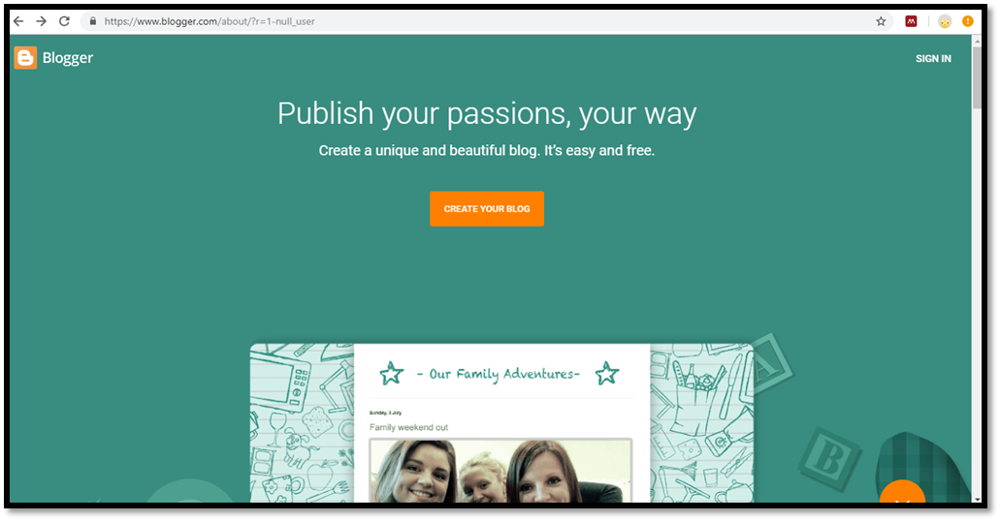 https://www.blogger.com/about/?r=1-null_user
Blogger
SIGN IN
Publish your passions, your way
Create a unique and beautiful blog. It's easy and free.
CREATE YOUR BLOG
- Our Family Adventures-
Sunday, 3 July
Family weekend out
A
B